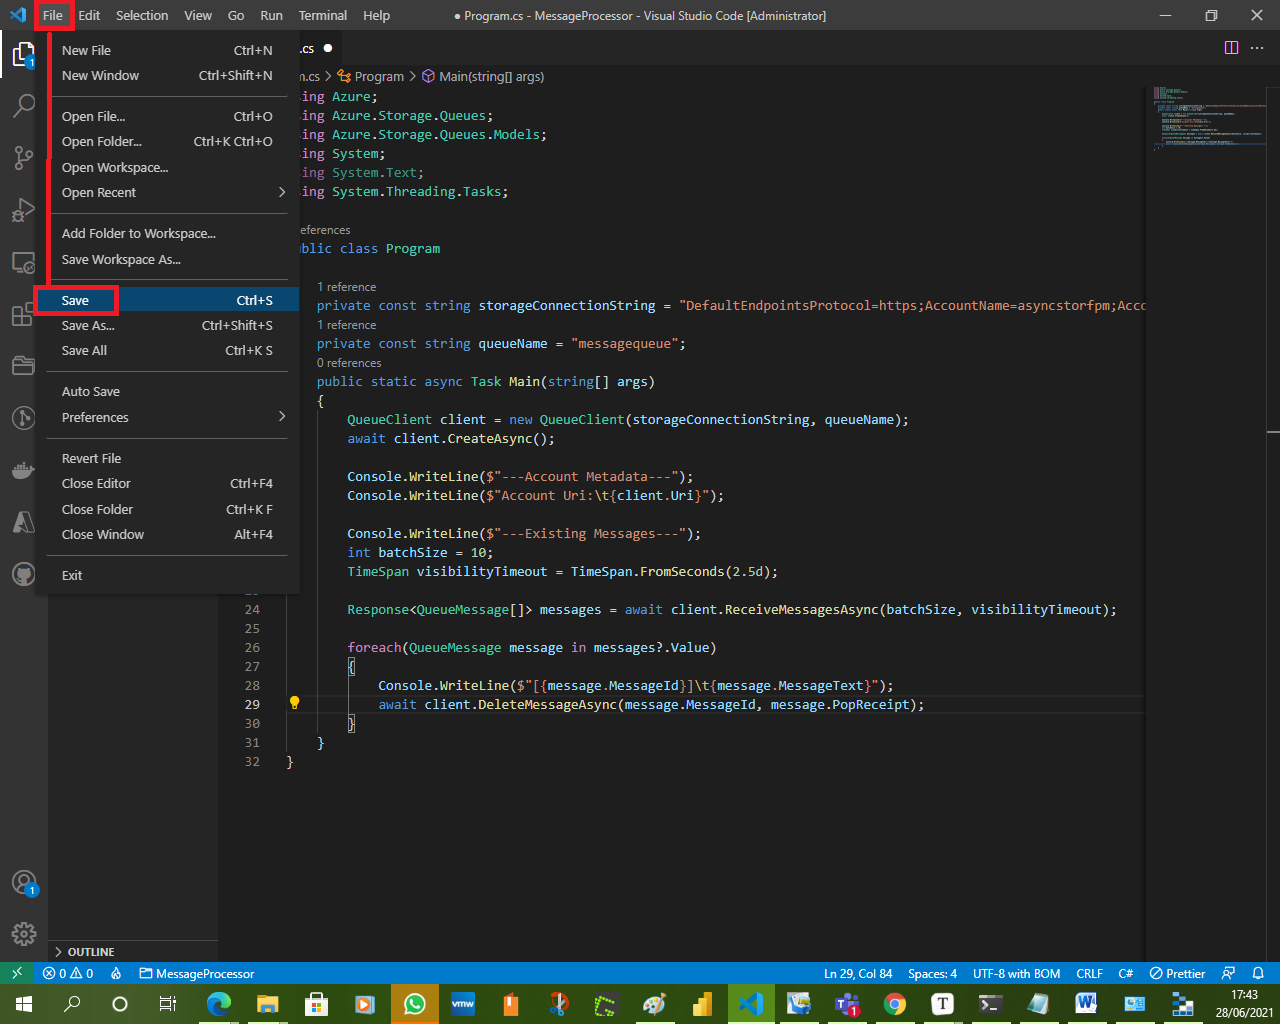 File Edit Selection View Go Run Terminal Help
● Program.cs - MessageProcessor - Visual Studio Code [Administrator]
New File Ctrl+N
New Window Ctrl+Shift+N
Open File... Ctrl+O
Open Folder... Ctrl+K Ctrl+O
Open Workspace...
Open Recent
Add Folder to Workspace...
Save Workspace As...
Save Ctrl+S
Save As... Ctrl+Shift+S
Save All Ctrl+K S
Auto Save
Preferences
Revert File
Close Editor Ctrl+F4
Close Folder Ctrl+K F
Close Window Alt+F4
Exit
.cs ●
m.cs > Program > Main(string[] args)
ing Azure;
ing Azure.Storage.Queues;
ing Azure.Storage.Queues.Models;
ing System;
ing System.Text;
ing System.Threading.Tasks;
eferences
blic class Program
1 reference
private const string storageConnectionString = "DefaultEndpointsProtocol=https;AccountName=asyncstorfpm;Acco
1 reference
private const string queueName = "messagequeue";
0 references
public static async Task Main(string[] args)
{
QueueClient client = new QueueClient(storageConnectionString, queueName);
await client.CreateAsync();
Console.WriteLine($"---Account Metadata---");
Console.WriteLine($"Account Uri:\t{client.Uri}");
Console.WriteLine($"---Existing Messages---");
int batchSize = 10;
TimeSpan visibilityTimeout = TimeSpan.FromSeconds(2.5d);
24 Response<QueueMessage[]> messages = await client.ReceiveMessagesAsync(batchSize, visibilityTimeout);
25
26 foreach(QueueMessage message in messages?.Value)
27 {
28 Console.WriteLine($"[{message.MessageId}]\t{message.MessageText}");
29 await client.DeleteMessageAsync(message.MessageId, message.PopReceipt);
30 }
31 }
32 }
1
1
OUTLINE
0 0 MessageProcessor Ln 29, Col 84 Spaces: 4 UTF-8 with BOM CRLF C# Prettier
vmw T 1 W
17:43
28/06/2021